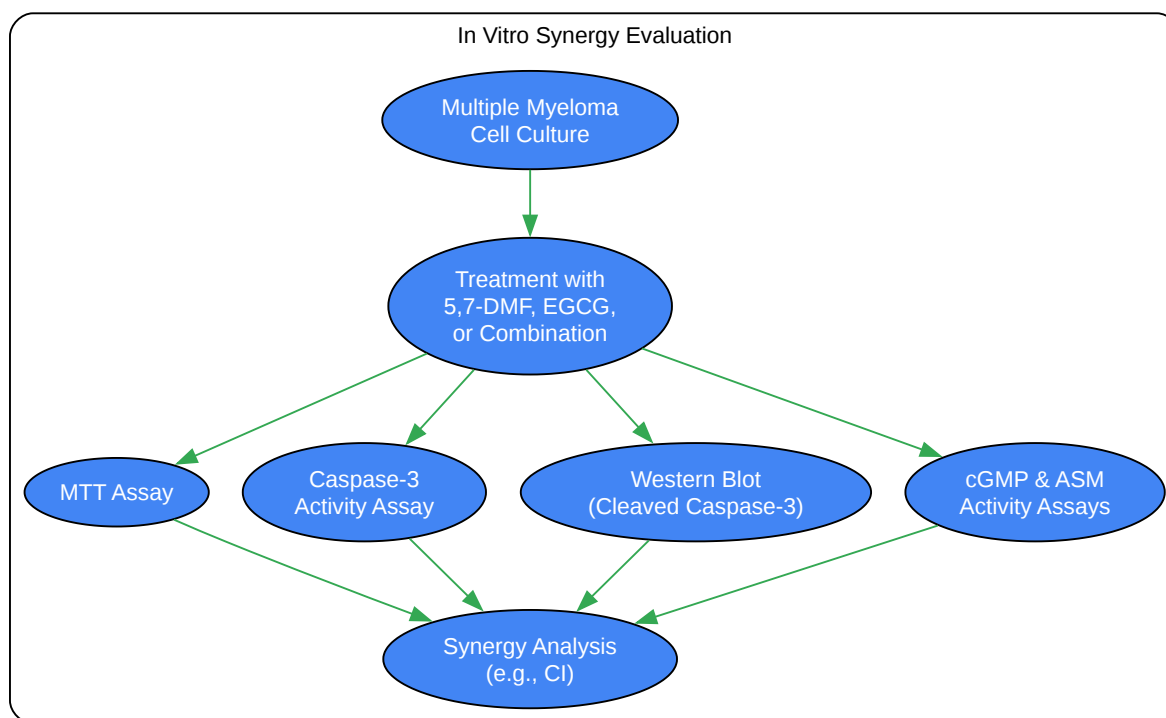 In Vitro Synergy Evaluation
Multiple Myeloma
Cell Culture
Treatment with
5,7-DMF, EGCG,
or Combination
MTT Assay
Caspase-3
Activity Assay
Western Blot
(Cleaved Caspase-3)
cGMP & ASM
Activity Assays
Synergy Analysis
(e.g., CI)